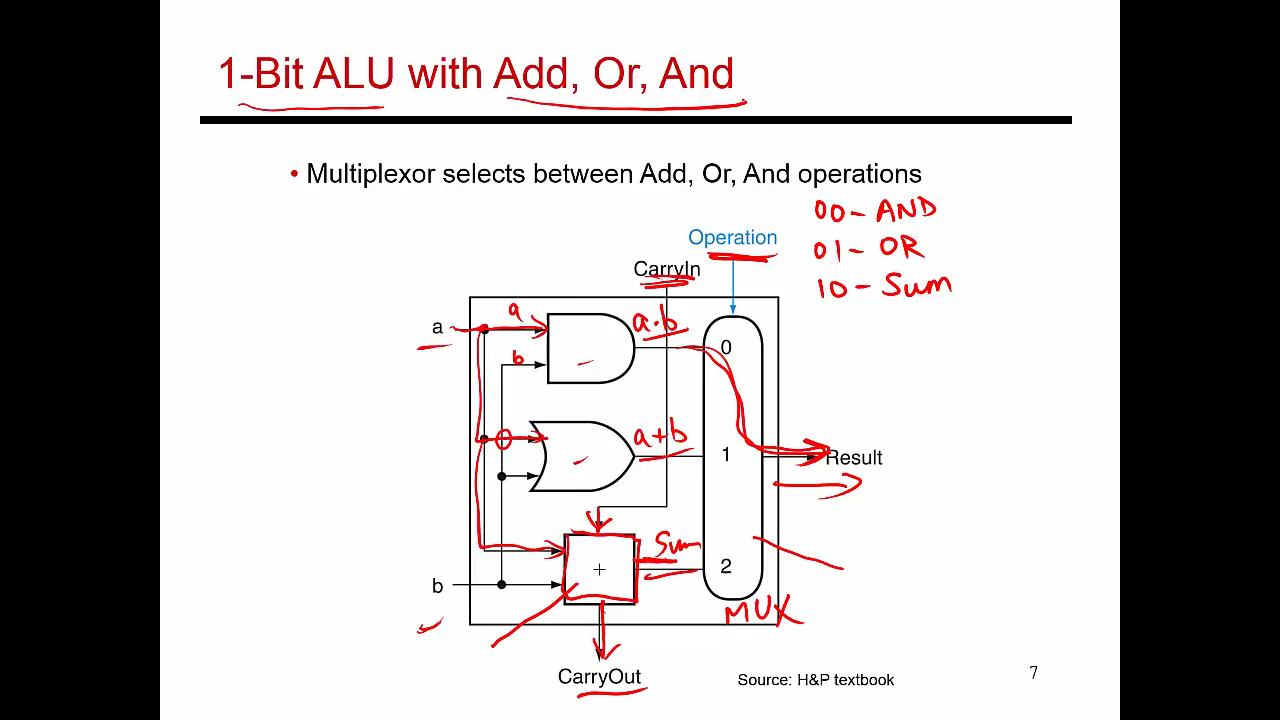 1-Bit ALU with Add, Or, And
• Multiplexor selects between Add, Or, And operations
00 - AND
Operation
01 - OR
CarryIn
10 - Sum
a
a
a·b
0
b
a+b
1
Result
Sum
+
2
b
MUX
CarryOut
Source: H&P textbook
7